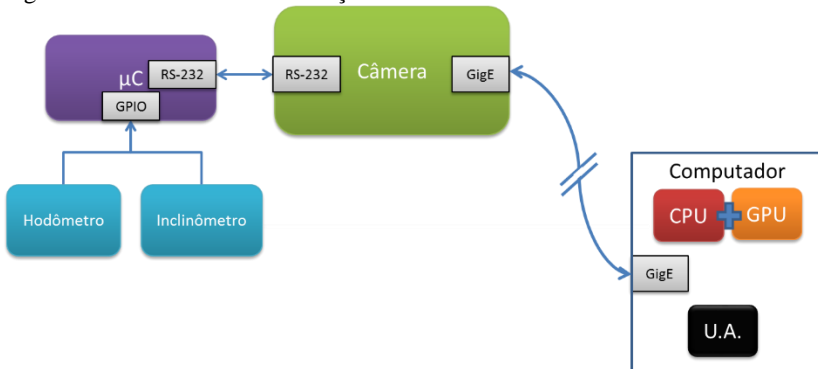 µC
RS-232
GPIO
RS-232
Câmera
GigE
Hodômetro
Inclinômetro
Computador
CPU
GPU
GigE
U.A.